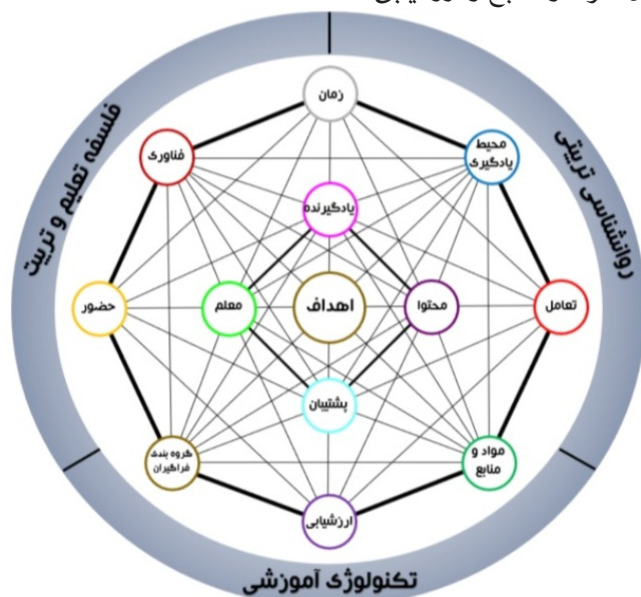 زمان
محیط
یادگیری
فناوری
فلسفه تعلیم و تربیت
روانشناسی تربیتی
یادگیرنده
حضور
معلم
اهداف
محتوا
تعامل
پشتیبان
گروه بندی
فراگیران
مواد و
منابع
ارزشیابی
تکنولوژی آموزشی